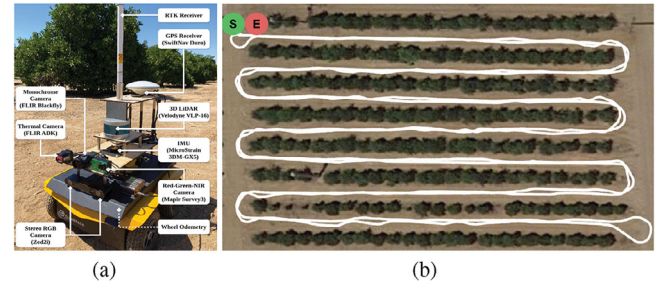 RTK Receiver
GPS Receiver
(SwiftNav Duro)
Monochrome
Camera
(FLIR Blackfly)
3D LiDAR
(Velodyne VLP-16)
Thermal Camera
(FLIR ADK)
IMU
(MicroStrain
3DM-GX5)
Red-Green-NIR
Camera
(Mapir Survey3)
Stereo RGB
Camera
(Zed2i)
Wheel Odometry
(a)
S E
(b)